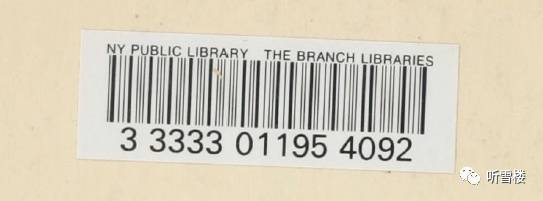 NY PUBLIC LIBRARY THE BRANCH LIBRARIES
3 3333 01195 4092
听雪楼